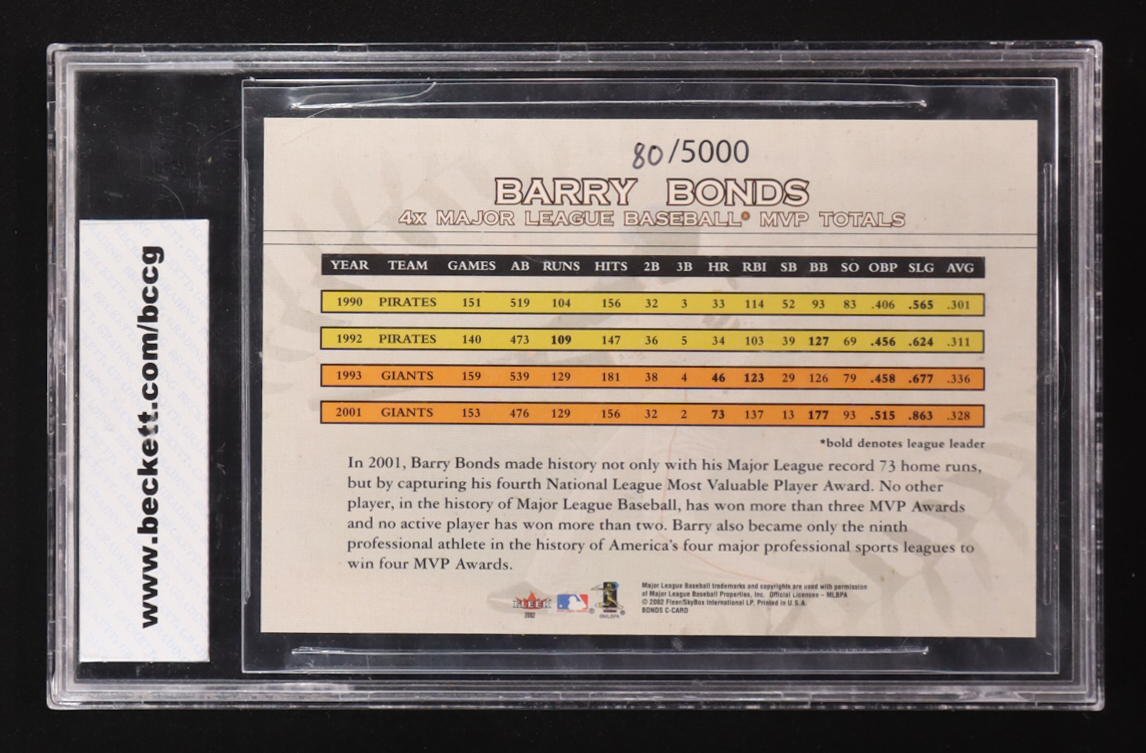 80/5000
BARRY BONDS
4X MAJOR LEAGUE BASEBALL® MVP TOTALS
YEAR TEAM GAMES AB RUNS HITS 2B 3B HR RBI SB BB SO OBP SLG AVG
1990 PIRATES 151 519 104 156 32 3 33 114 52 93 83 .406 .565 .301
1992 PIRATES 140 473 109 147 36 5 34 103 39 127 69 .456 .624 .311
1993 GIANTS 159 539 129 181 38 4 46 123 29 126 79 .458 .677 .336
2001 GIANTS 153 476 129 156 32 2 73 137 13 177 93 .515 .863 .328
*bold denotes league leader
In 2001, Barry Bonds made history not only with his Major League record 73 home runs,
but by capturing his fourth National League Most Valuable Player Award. No other
player, in the history of Major League Baseball, has won more than three MVP Awards
and no active player has won more than two. Barry also became only the ninth
professional athlete in the history of America's four major professional sports leagues to
win four MVP Awards.
FLEER
2002
©MLBPA
Major League Baseball trademarks and copyrights are used with permission
of Major League Baseball Properties, Inc. Official Licensee – MLBPA
© 2002 Fleer/SkyBox International LP. Printed in U.S.A.
BONDS C-CARD
www.beckett.com/bccg